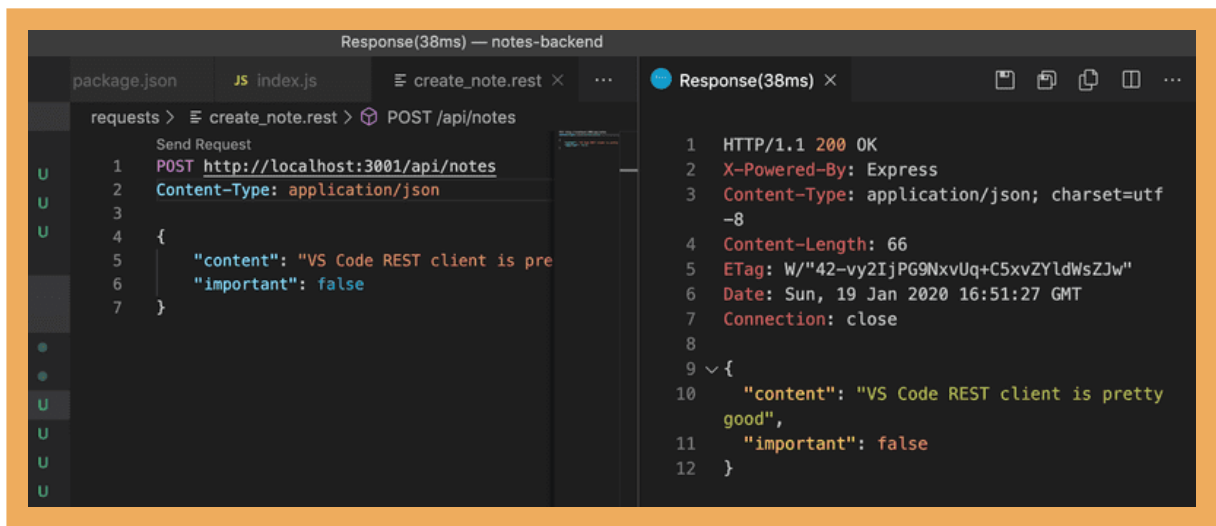 Response(38ms) — notes-backend
package.json
JS index.js
create_note.rest ×
...
requests > create_note.rest > POST /api/notes
Send Request
1 POST http://localhost:3001/api/notes
2 Content-Type: application/json
3
4 {
5 "content": "VS Code REST client is pre
6 "important": false
7 }
U
U
U
U
U
U
U
Response(38ms) ×
...
1 HTTP/1.1 200 OK
2 X-Powered-By: Express
3 Content-Type: application/json; charset=utf
-8
4 Content-Length: 66
5 ETag: W/"42-vy2IjPG9NxvUq+C5xvZYldWsZJw"
6 Date: Sun, 19 Jan 2020 16:51:27 GMT
7 Connection: close
8
9 {
10 "content": "VS Code REST client is pretty
good",
11 "important": false
12 }